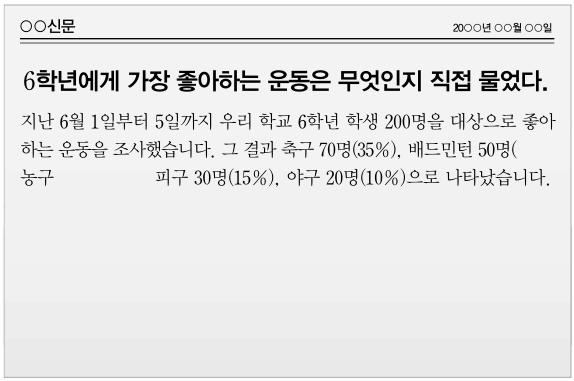 ○○신문
20○○년 ○○월 ○○일
6학년에게 가장 좋아하는 운동은 무엇인지 직접 물었다.
지난 6월 1일부터 5일까지 우리 학교 6학년 학생 200명을 대상으로 좋아
하는 운동을 조사했습니다. 그 결과 축구 70명(35%), 배드민턴 50명(
농구 피구 30명(15%), 야구 20명(10%)으로 나타났습니다.